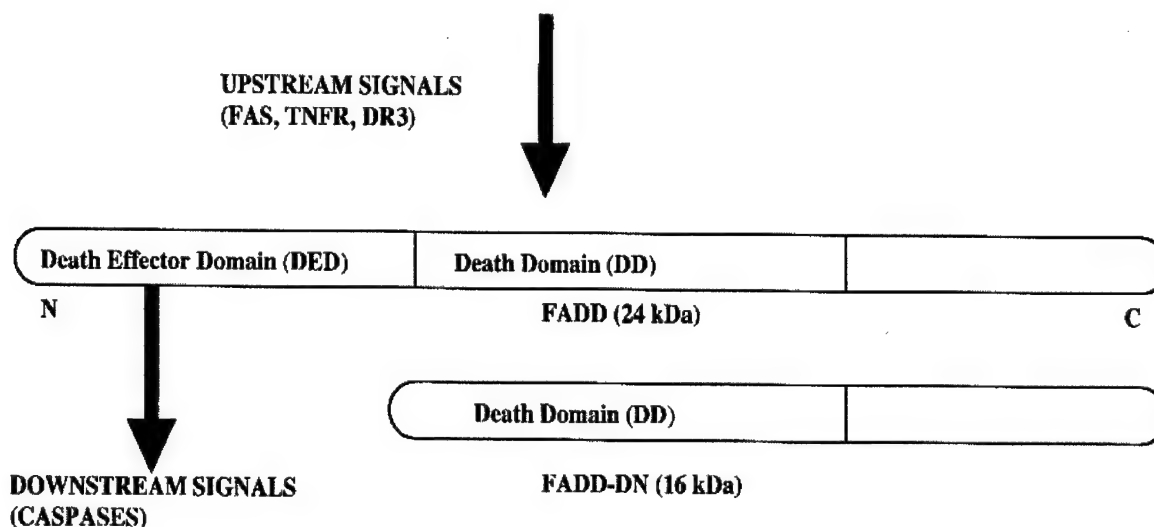 UPSTREAM SIGNALS
(FAS, TNFR, DR3)
Death Effector Domain (DED)
Death Domain (DD)
N
FADD (24 kDa)
C
Death Domain (DD)
DOWNSTREAM SIGNALS
(CASPASES)
FADD-DN (16 kDa)